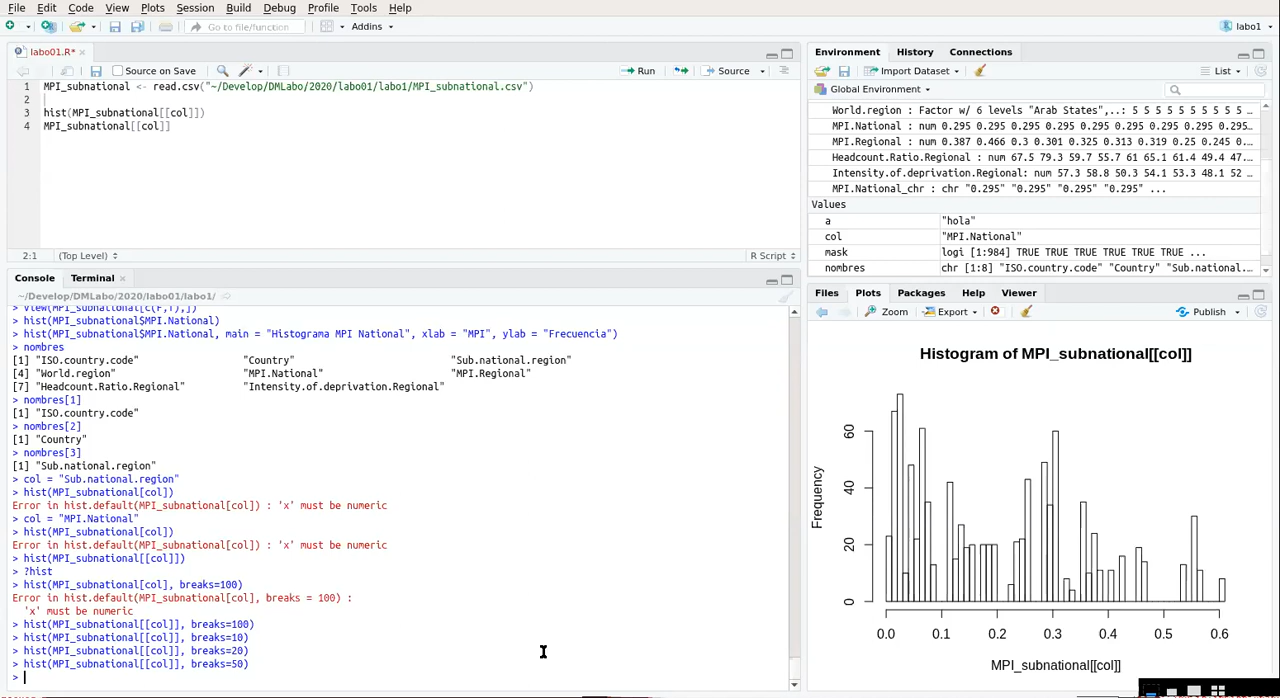 File Edit Code View Plots Session Build Debug Profile Tools Help
Go to file/function Addins labo1
labo01.R*
Source on Save Run Source
1 MPI_subnational <- read.csv("~/Develop/DMLabo/2020/labo01/labo1/MPI_subnational.csv")
2
3 hist(MPI_subnational[[col]])
4 MPI_subnational[[col]]
2:1 (Top Level) R Script
Console Terminal
~/Develop/DMLabo/2020/labo01/labo1/
> View(MPI_subnational[c(F,T),])
> hist(MPI_subnational$MPI.National)
> hist(MPI_subnational$MPI.National, main = "Histograma MPI National", xlab = "MPI", ylab = "Frecuencia")
> nombres
[1] "ISO.country.code" "Country" "Sub.national.region"
[4] "World.region" "MPI.National" "MPI.Regional"
[7] "Headcount.Ratio.Regional" "Intensity.of.deprivation.Regional"
> nombres[1]
[1] "ISO.country.code"
> nombres[2]
[1] "Country"
> nombres[3]
[1] "Sub.national.region"
> col = "Sub.national.region"
> hist(MPI_subnational[col])
Error in hist.default(MPI_subnational[col]) : 'x' must be numeric
> col = "MPI.National"
> hist(MPI_subnational[col])
Error in hist.default(MPI_subnational[col]) : 'x' must be numeric
> hist(MPI_subnational[[col]])
> ?hist
> hist(MPI_subnational[col], breaks=100)
Error in hist.default(MPI_subnational[col], breaks = 100) :
'x' must be numeric
> hist(MPI_subnational[[col]], breaks=100)
> hist(MPI_subnational[[col]], breaks=10)
> hist(MPI_subnational[[col]], breaks=20)
> hist(MPI_subnational[[col]], breaks=50)
>
Environment History Connections
Import Dataset List
Global Environment
World.region : Factor w/ 6 levels "Arab States",..: 5 5 5 5 5 5 5 5 5 …
MPI.National : num 0.295 0.295 0.295 0.295 0.295 0.295 0.295 0.295…
MPI.Regional : num 0.387 0.466 0.3 0.301 0.325 0.313 0.319 0.25 0.245 0…
Headcount.Ratio.Regional : num 67.5 79.3 59.7 55.7 61 65.1 61.4 49.4 47.…
Intensity.of.deprivation.Regional: num 57.3 58.8 50.3 54.1 53.3 48.1 52 …
MPI.National_chr : chr "0.295" "0.295" "0.295" "0.295" ...
Values
a "hola"
col "MPI.National"
mask logi [1:984] TRUE TRUE TRUE TRUE TRUE TRUE ...
nombres chr [1:8] "ISO.country.code" "Country" "Sub.national.…
Files Plots Packages Help Viewer
Zoom Export Publish
Histogram of MPI_subnational[[col]]
Frequency
60
40
20
0
0.0 0.1 0.2 0.3 0.4 0.5 0.6
MPI_subnational[[col]]